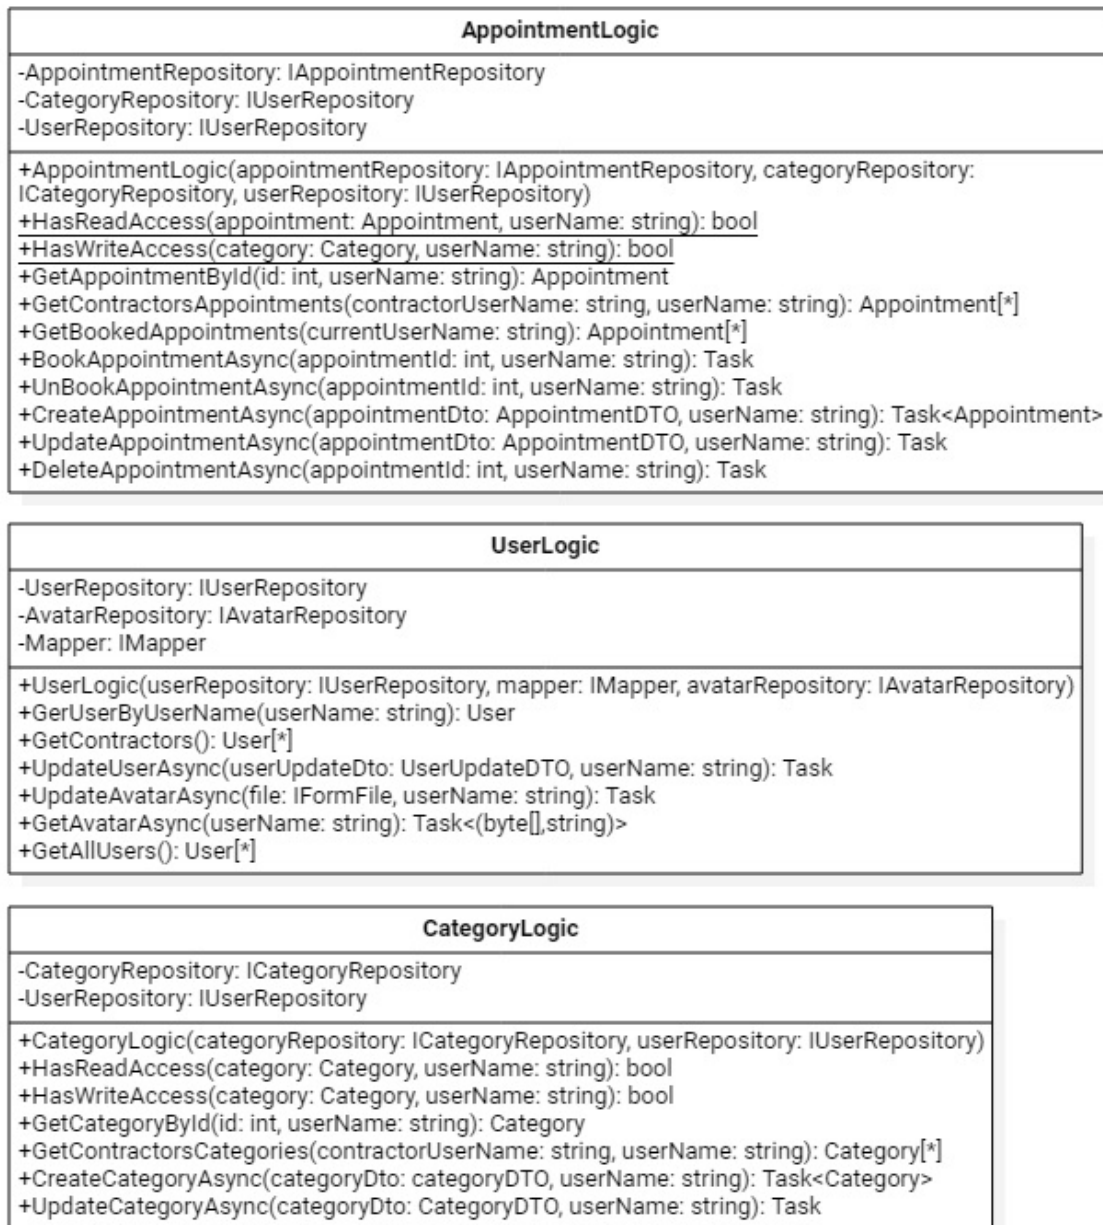 AppointmentLogic
-AppointmentRepository: IAppointmentRepository
-CategoryRepository: IUserRepository
-UserRepository: IUserRepository
+AppointmentLogic(appointmentRepository: IAppointmentRepository, categoryRepository:
ICategoryRepository, userRepository: IUserRepository)
+HasReadAccess(appointment: Appointment, userName: string): bool
+HasWriteAccess(category: Category, userName: string): bool
+GetAppointmentById(id: int, userName: string): Appointment
+GetContractorsAppointments(contractorUserName: string, userName: string): Appointment[*]
+GetBookedAppointments(currentUserName: string): Appointment[*]
+BookAppointmentAsync(appointmentId: int, userName: string): Task
+UnBookAppointmentAsync(appointmentId: int, userName: string): Task
+CreateAppointmentAsync(appointmentDto: AppointmentDTO, userName: string): Task<Appointment>
+UpdateAppointmentAsync(appointmentDto: AppointmentDTO, userName: string): Task
+DeleteAppointmentAsync(appointmentId: int, userName: string): Task
UserLogic
-UserRepository: IUserRepository
-AvatarRepository: IAvatarRepository
-Mapper: IMapper
+UserLogic(userRepository: IUserRepository, mapper: IMapper, avatarRepository: IAvatarRepository)
+GerUserByUserName(userName: string): User
+GetContractors(): User[*]
+UpdateUserAsync(userUpdateDto: UserUpdateDTO, userName: string): Task
+UpdateAvatarAsync(file: IFormFile, userName: string): Task
+GetAvatarAsync(userName: string): Task<(byte[],string)>
+GetAllUsers(): User[*]
CategoryLogic
-CategoryRepository: ICategoryRepository
-UserRepository: IUserRepository
+CategoryLogic(categoryRepository: ICategoryRepository, userRepository: IUserRepository)
+HasReadAccess(category: Category, userName: string): bool
+HasWriteAccess(category: Category, userName: string): bool
+GetCategoryById(id: int, userName: string): Category
+GetContractorsCategories(contractorUserName: string, userName: string): Category[*]
+CreateCategoryAsync(categoryDto: categoryDTO, userName: string): Task<Category>
+UpdateCategoryAsync(categoryDto: CategoryDTO, userName: string): Task